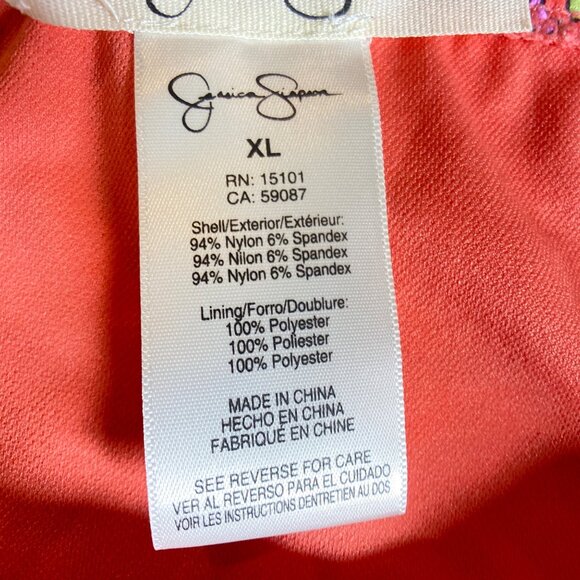 Jessica Simpson
XL
RN: 15101
CA: 59087
Shell/Exterior/Extérieur:
94% Nylon 6% Spandex
94% Nilon 6% Spandex
94% Nylon 6% Spandex
Lining/Forro/Doublure:
100% Polyester
100% Poliester
100% Polyester
MADE IN CHINA
HECHO EN CHINA
FABRIQUÉ EN CHINE
SEE REVERSE FOR CARE
VER AL REVERSO PARA EL CUIDADO
VOIR LES INSTRUCTIONS DENTRETIEN AU DOS